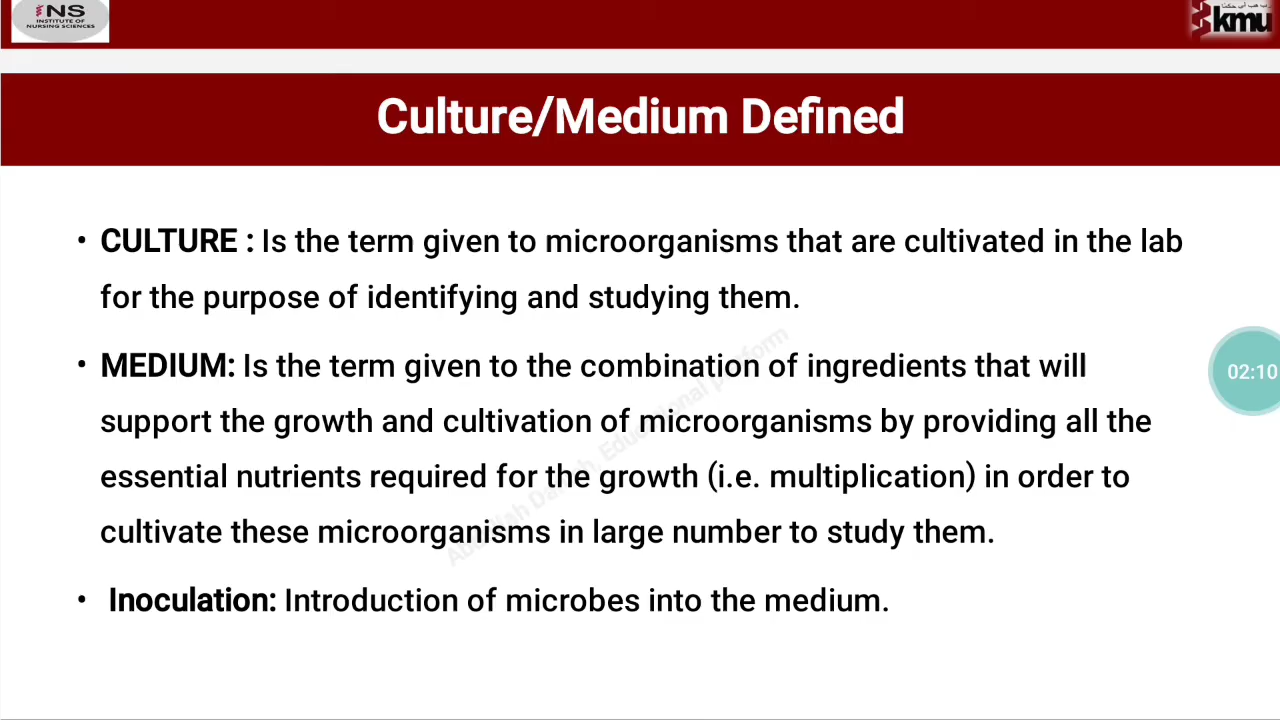 INS
INSTITUTE OF
NURSING SCIENCES
kmu
Culture/Medium Defined
• CULTURE : Is the term given to microorganisms that are cultivated in the lab
for the purpose of identifying and studying them.
• MEDIUM: Is the term given to the combination of ingredients that will
support the growth and cultivation of microorganisms by providing all the
essential nutrients required for the growth (i.e. multiplication) in order to
cultivate these microorganisms in large number to study them.
• Inoculation: Introduction of microbes into the medium.
02:10